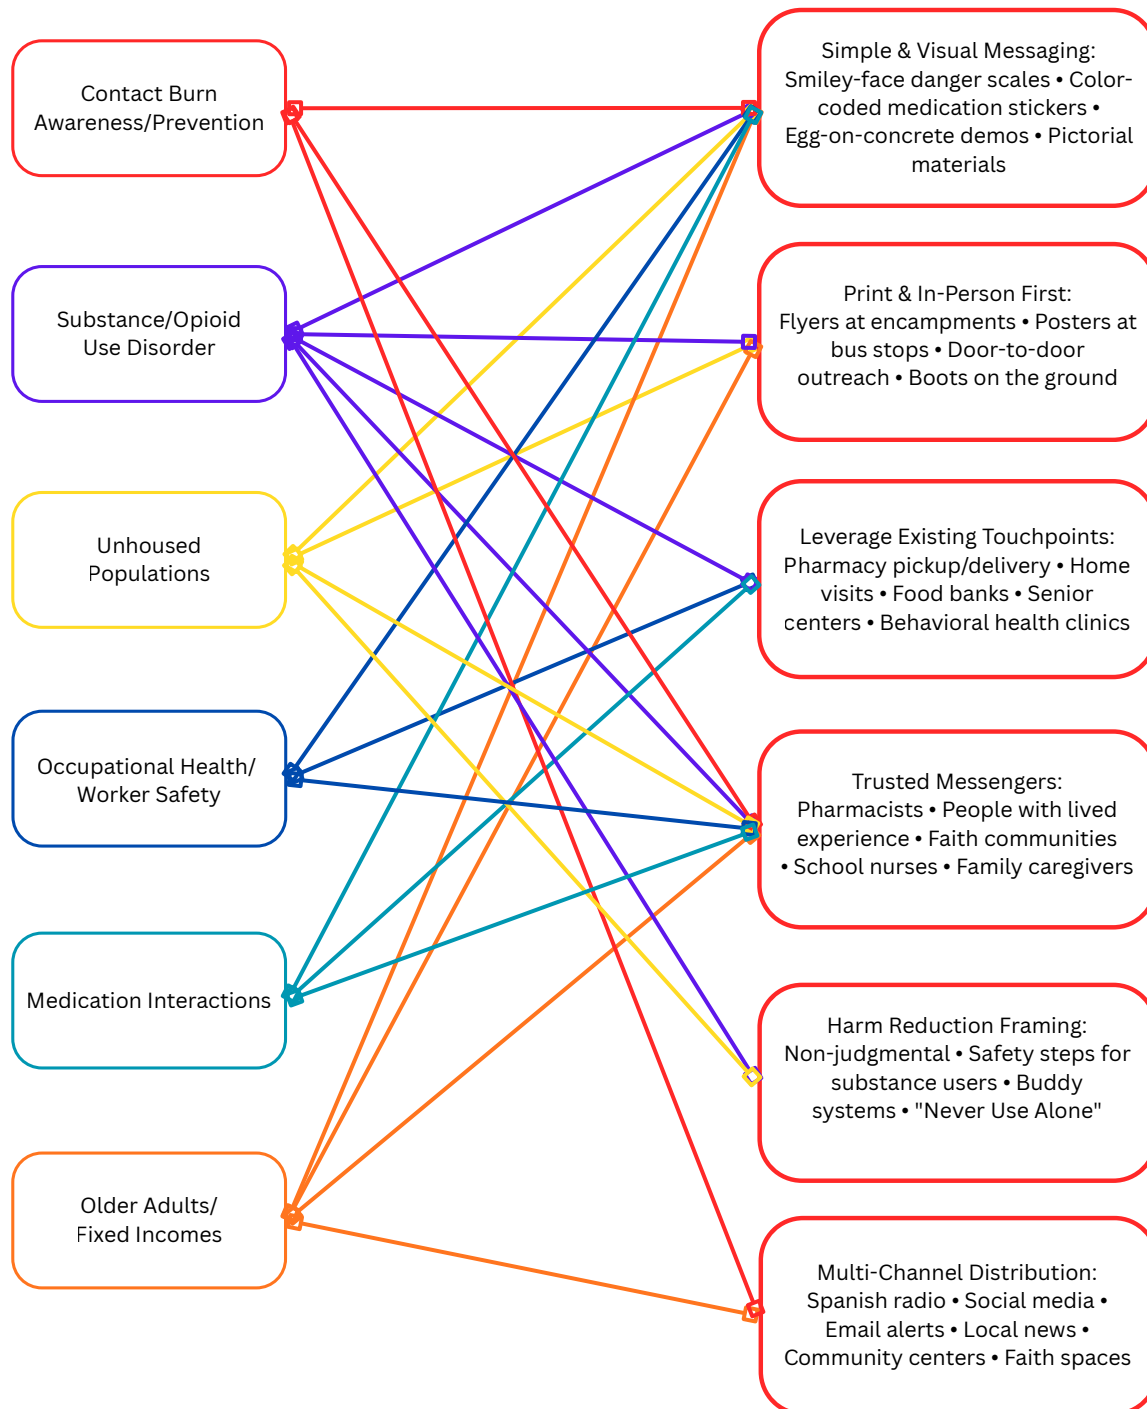 Contact Burn
Awareness/Prevention
Substance/Opioid
Use Disorder
Unhoused
Populations
Occupational Health/
Worker Safety
Medication Interactions
Older Adults/
Fixed Incomes
Simple & Visual Messaging:
Smiley-face danger scales • Color-
coded medication stickers •
Egg-on-concrete demos • Pictorial
materials
Print & In-Person First:
Flyers at encampments • Posters at
bus stops • Door-to-door
outreach • Boots on the ground
Leverage Existing Touchpoints:
Pharmacy pickup/delivery • Home
visits • Food banks • Senior
centers • Behavioral health clinics
Trusted Messengers:
Pharmacists • People with lived
experience • Faith communities
• School nurses • Family caregivers
Harm Reduction Framing:
Non-judgmental • Safety steps for
substance users • Buddy
systems • "Never Use Alone"
Multi-Channel Distribution:
Spanish radio • Social media •
Email alerts • Local news •
Community centers • Faith spaces